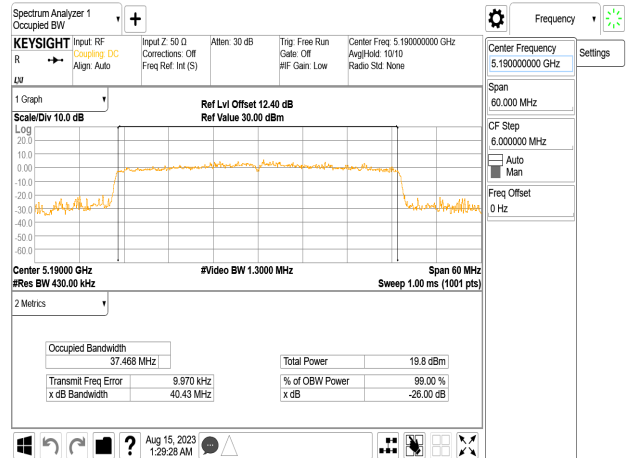 Spectrum Analyzer 1
Occupied BW
Frequency
KEYSIGHT
R
Input: RF
Coupling: DC
Align: Auto
Input Z: 50 Ω
Corrections: Off
Freq Ref: Int (S)
Atten: 30 dB
Trig: Free Run
Gate: Off
#IF Gain: Low
Center Freq: 5.190000000 GHz
Avg|Hold: 10/10
Radio Std: None
Center Frequency
5.190000000 GHz
Settings
Span
60.000 MHz
CF Step
6.000000 MHz
Auto
Man
Freq Offset
0 Hz
1 Graph
Scale/Div 10.0 dB
Ref Lvl Offset 12.40 dB
Ref Value 30.00 dBm
Log
20.0
10.0
0.00
-10.0
-20.0
-30.0
-40.0
-50.0
-60.0
Center 5.19000 GHz
#Video BW 1.3000 MHz
Span 60 MHz
#Res BW 430.00 kHz
Sweep 1.00 ms (1001 pts)
2 Metrics
Occupied Bandwidth
37.468 MHz
Total Power 19.8 dBm
Transmit Freq Error 9.970 kHz
% of OBW Power 99.00 %
x dB Bandwidth 40.43 MHz
x dB -26.00 dB
?
Aug 15, 2023
1:29:28 AM